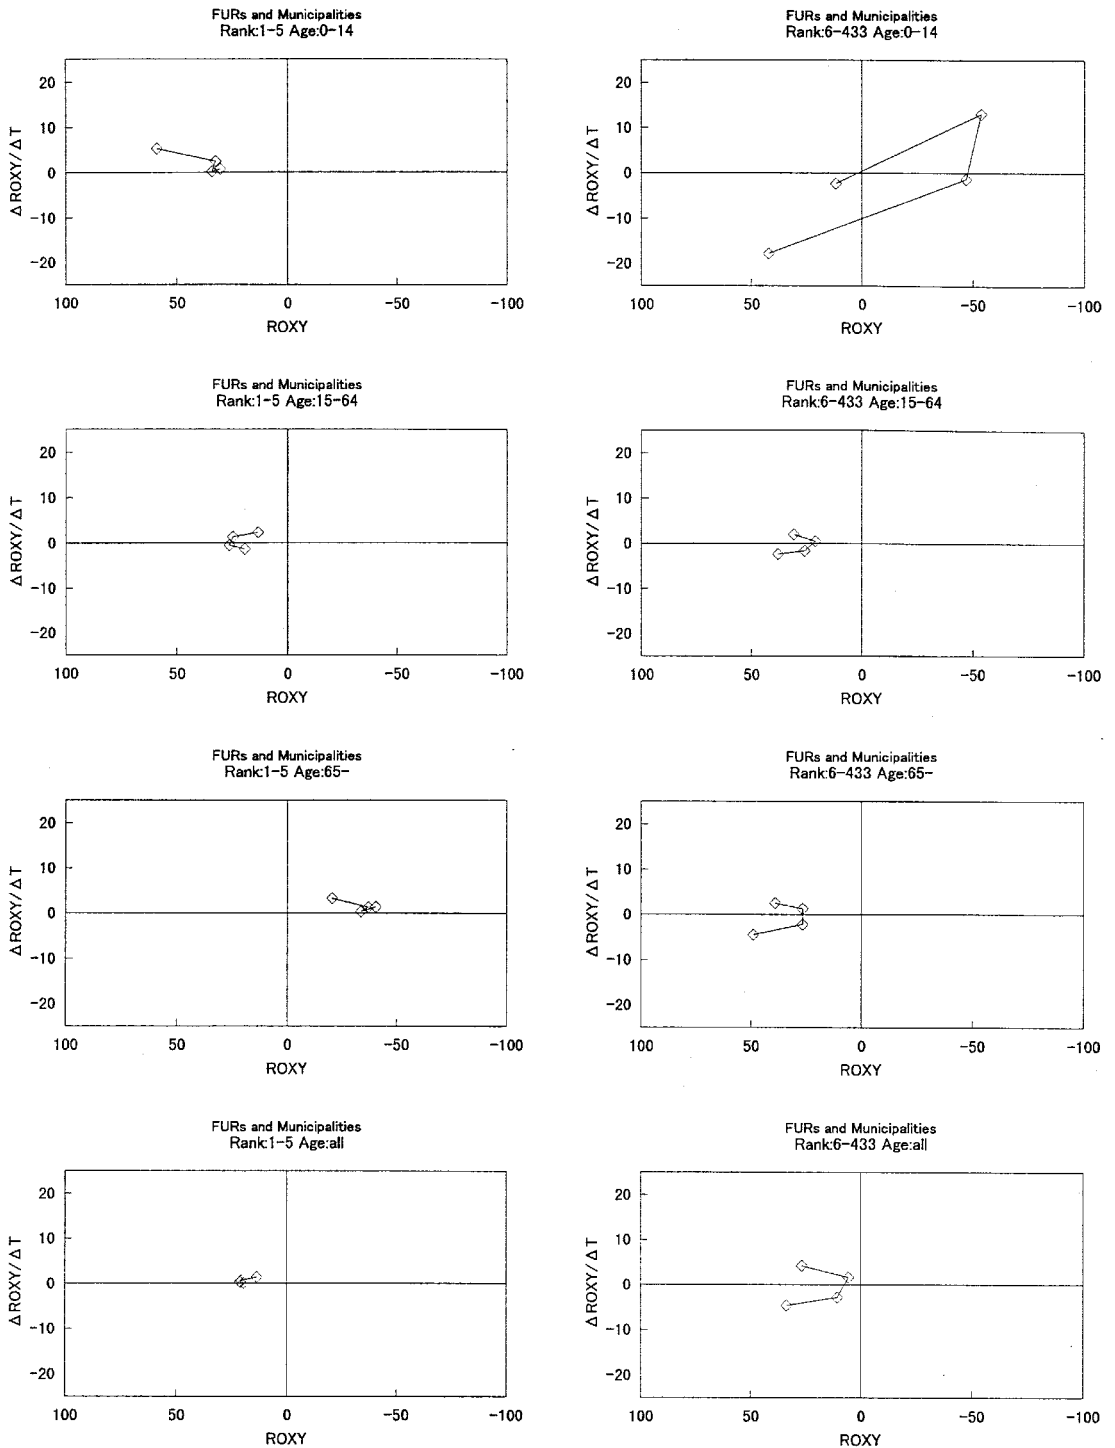 FURs and Municipalities
Rank:1-5 Age:0-14
20
10
0
-10
-20
ΔROXY/ΔT
100 50 0 -50 -100
ROXY
FURs and Municipalities
Rank:6-433 Age:0-14
20
10
0
-10
-20
ΔROXY/ΔT
100 50 0 -50 -100
ROXY
FURs and Municipalities
Rank:1-5 Age:15-64
20
10
0
-10
-20
ΔROXY/ΔT
100 50 0 -50 -100
ROXY
FURs and Municipalities
Rank:6-433 Age:15-64
20
10
0
-10
-20
ΔROXY/ΔT
100 50 0 -50 -100
ROXY
FURs and Municipalities
Rank:1-5 Age:65-
20
10
0
-10
-20
ΔROXY/ΔT
100 50 0 -50 -100
ROXY
FURs and Municipalities
Rank:6-433 Age:65-
20
10
0
-10
-20
ΔROXY/ΔT
100 50 0 -50 -100
ROXY
FURs and Municipalities
Rank:1-5 Age:all
20
10
0
-10
-20
ΔROXY/ΔT
100 50 0 -50 -100
ROXY
FURs and Municipalities
Rank:6-433 Age:all
20
10
0
-10
-20
ΔROXY/ΔT
100 50 0 -50 -100
ROXY